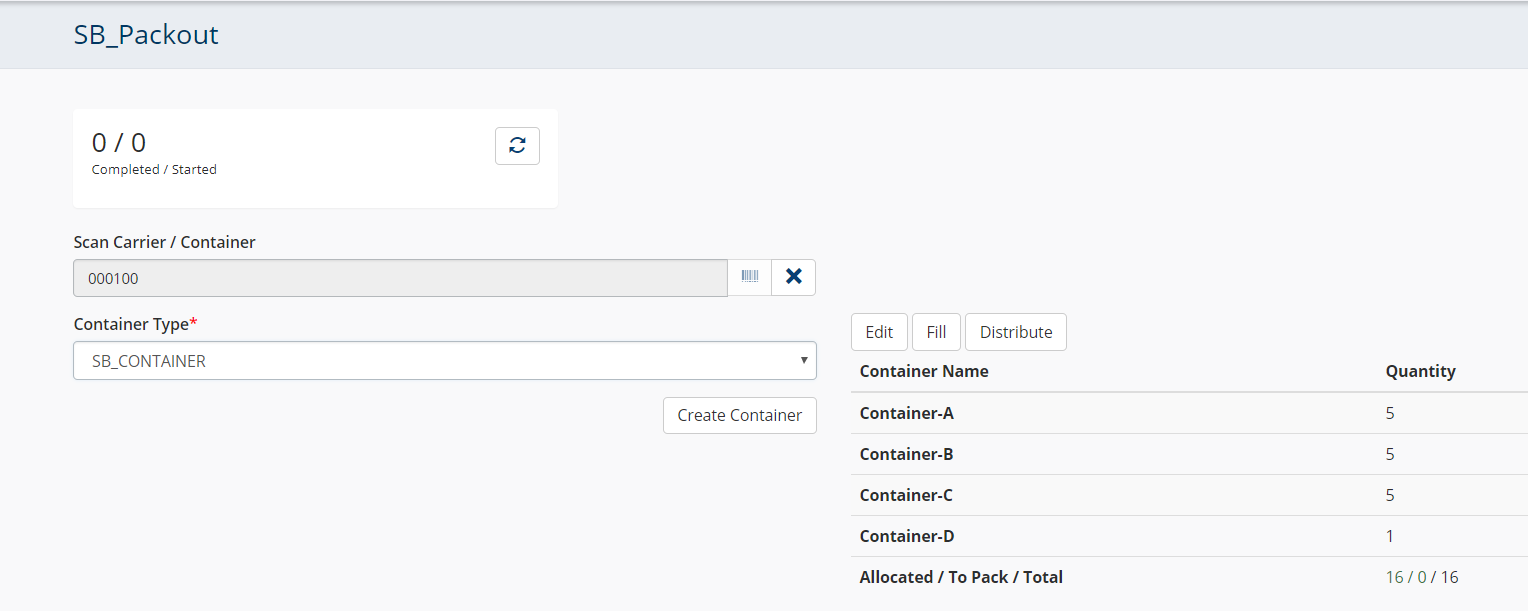 SB_Packout
0 / 0
Completed / Started
Scan Carrier / Container
000100
Container Type*
SB_CONTAINER
Create Container
Edit Fill Distribute
Container Name Quantity
Container-A 5
Container-B 5
Container-C 5
Container-D 1
Allocated / To Pack / Total 16 / 0 / 16